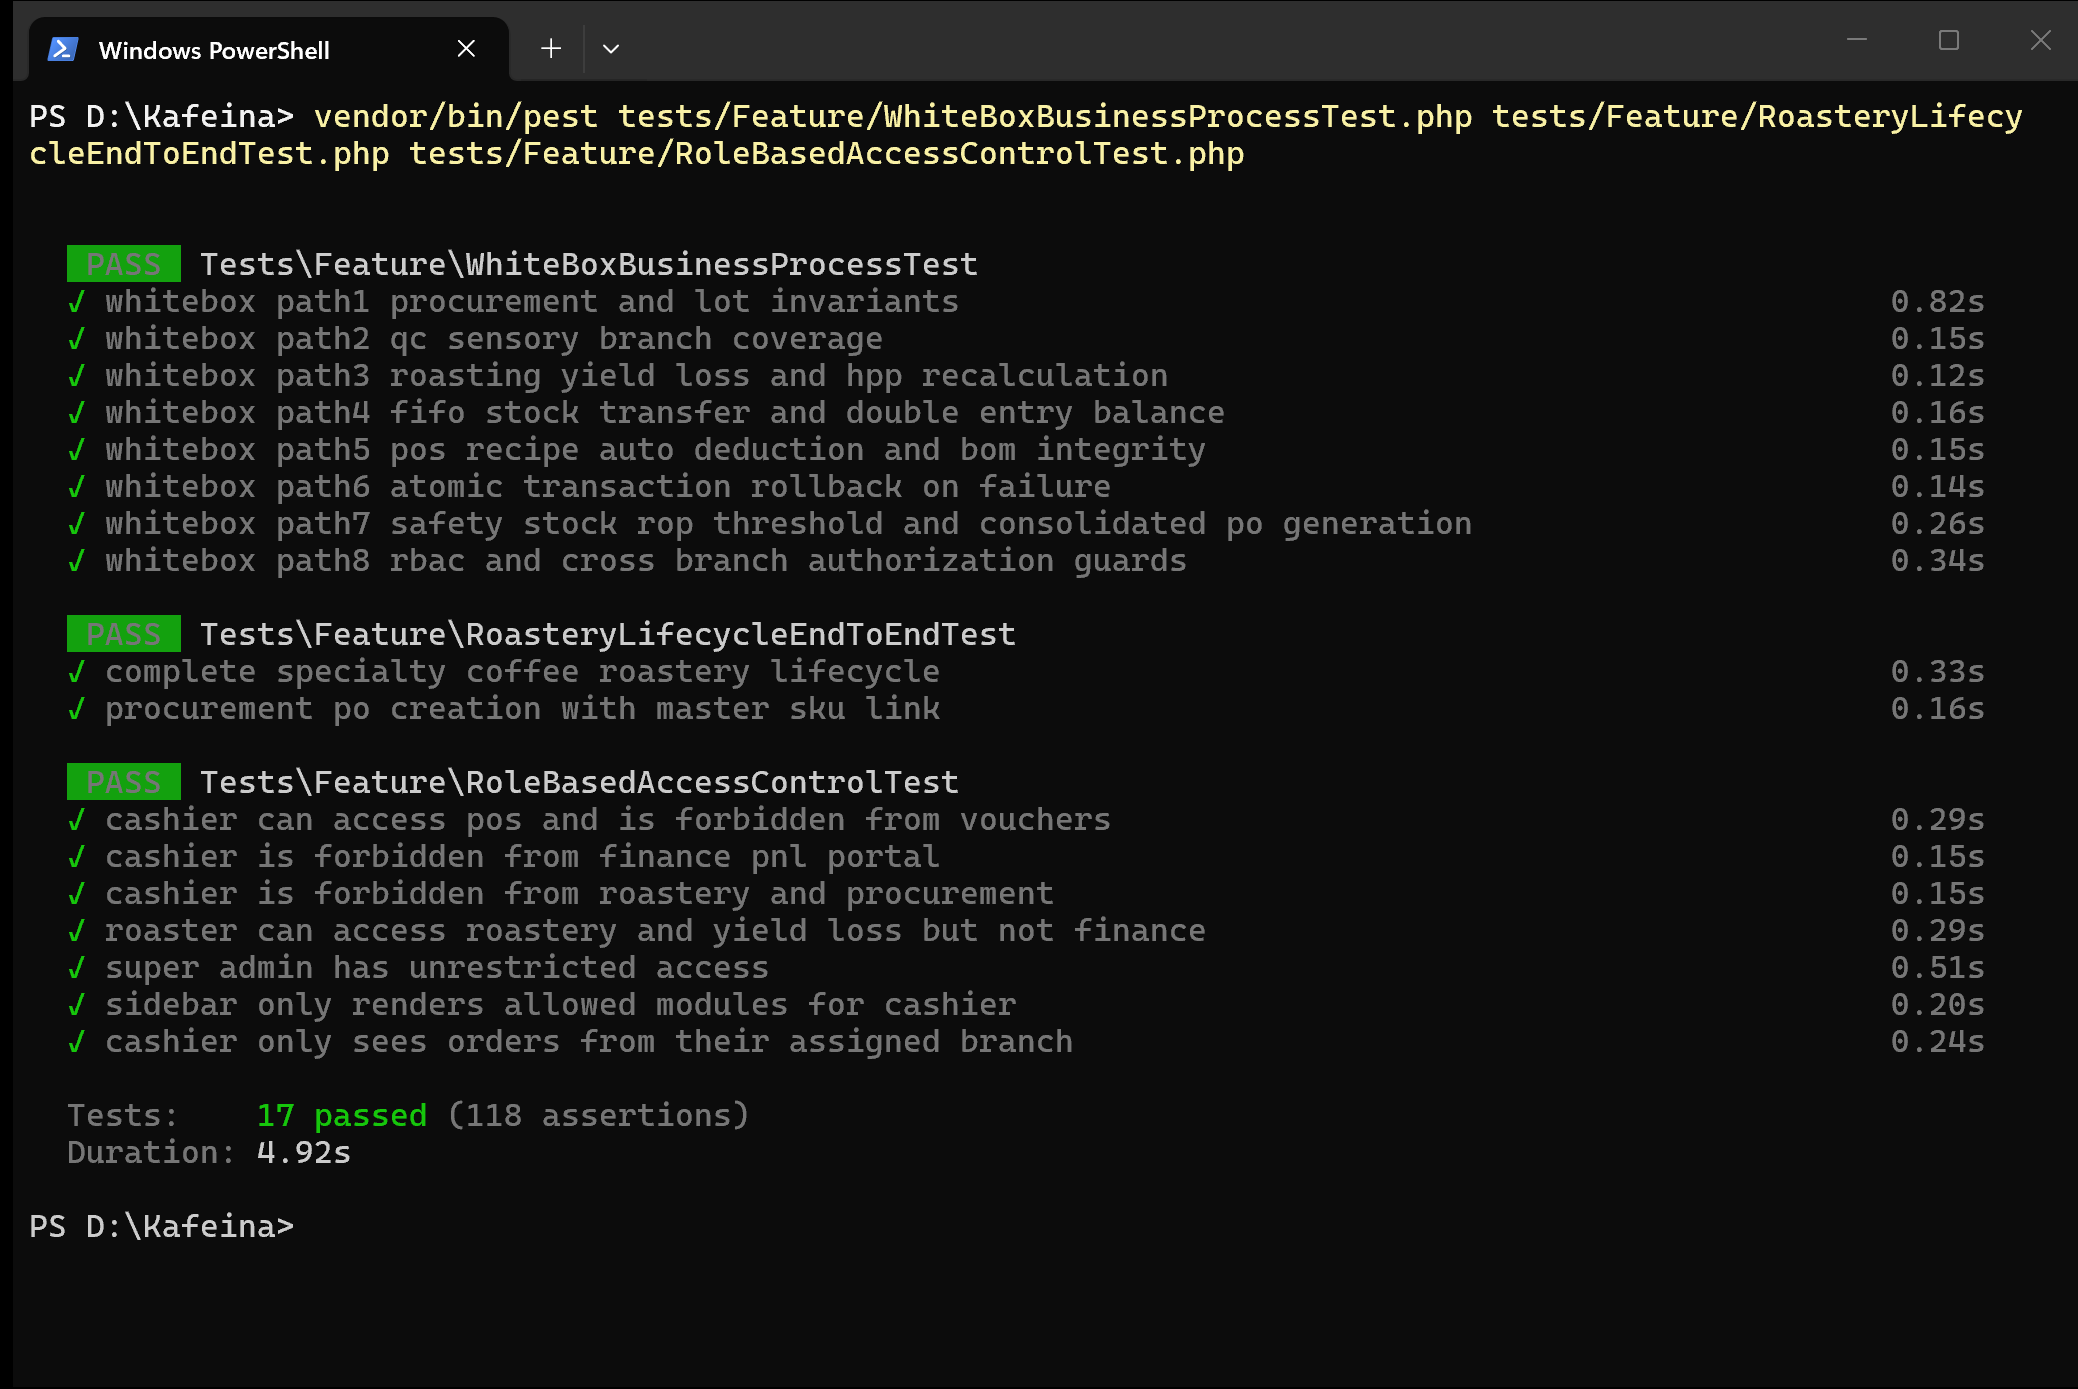 Windows PowerShell
PS D:\Kafeina> vendor/bin/pest tests/Feature/WhiteBoxBusinessProcessTest.php tests/Feature/RoasteryLifecy
cleEndToEndTest.php tests/Feature/RoleBasedAccessControlTest.php
PASS Tests\Feature\WhiteBoxBusinessProcessTest
✓ whitebox path1 procurement and lot invariants 0.82s
✓ whitebox path2 qc sensory branch coverage 0.15s
✓ whitebox path3 roasting yield loss and hpp recalculation 0.12s
✓ whitebox path4 fifo stock transfer and double entry balance 0.16s
✓ whitebox path5 pos recipe auto deduction and bom integrity 0.15s
✓ whitebox path6 atomic transaction rollback on failure 0.14s
✓ whitebox path7 safety stock rop threshold and consolidated po generation 0.26s
✓ whitebox path8 rbac and cross branch authorization guards 0.34s
PASS Tests\Feature\RoasteryLifecycleEndToEndTest
✓ complete specialty coffee roastery lifecycle 0.33s
✓ procurement po creation with master sku link 0.16s
PASS Tests\Feature\RoleBasedAccessControlTest
✓ cashier can access pos and is forbidden from vouchers 0.29s
✓ cashier is forbidden from finance pnl portal 0.15s
✓ cashier is forbidden from roastery and procurement 0.15s
✓ roaster can access roastery and yield loss but not finance 0.29s
✓ super admin has unrestricted access 0.51s
✓ sidebar only renders allowed modules for cashier 0.20s
✓ cashier only sees orders from their assigned branch 0.24s
Tests: 17 passed (118 assertions)
Duration: 4.92s
PS D:\Kafeina>